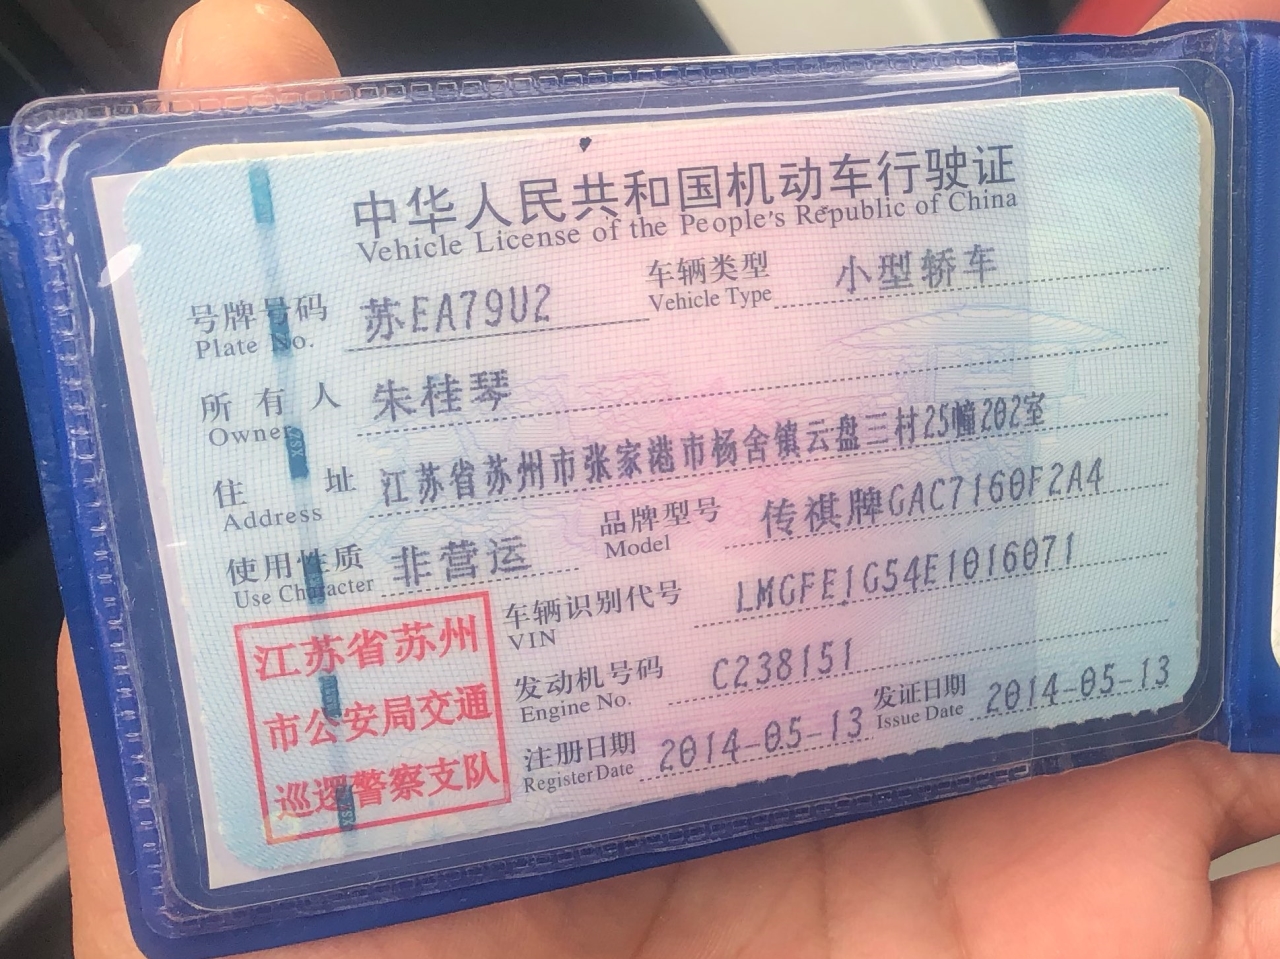 中华人民共和国机动车行驶证
Vehicle License of the People's Republic of China
号牌号码 苏EA79U2 车辆类型 小型轿车
Plate No. Vehicle Type
所有人 朱桂琴
Owner
住址 江苏省苏州市张家港市杨舍镇云盘三村25幢202室
Address
使用性质 非营运 品牌型号 传祺牌GAC7160F2A4
Use Character Model
车辆识别代号 LMGFE1G54E1016071
VIN
发动机号码 C238151
Engine No.
注册日期 2014-05-13 发证日期 2014-05-13
Register Date Issue Date
江苏省苏州
市公安局交通
巡逻警察支队